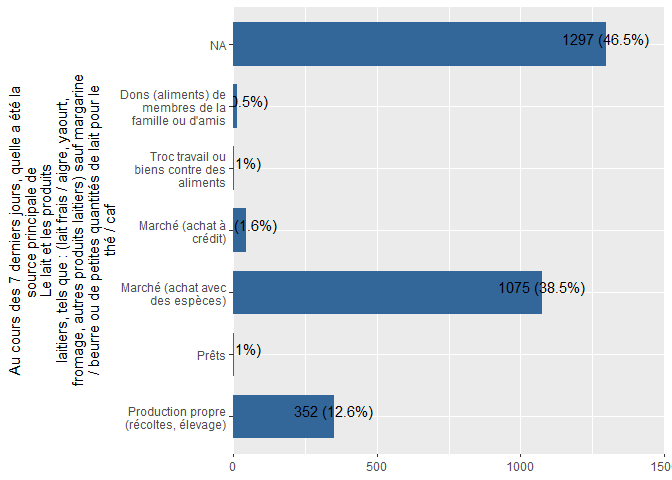 Au cours des 7 derniers jours, quelle a été la
source principale de
Le lait et les produits
laitiers, tels que : (lait frais / aigre, yaourt,
fromage, autres produits laitiers) sauf margarine
/ beurre ou de petites quantités de lait pour le
thé / caf
NA
1297 (46.5%)
Dons (aliments) de
membres de la
famille ou d'amis
.5%)
Troc travail ou
biens contre des
aliments
1%)
Marché (achat à
crédit)
(1.6%)
Marché (achat avec
des espèces)
1075 (38.5%)
Prêts
1%)
Production propre
(récoltes, élevage)
352 (12.6%)
0
500
1000